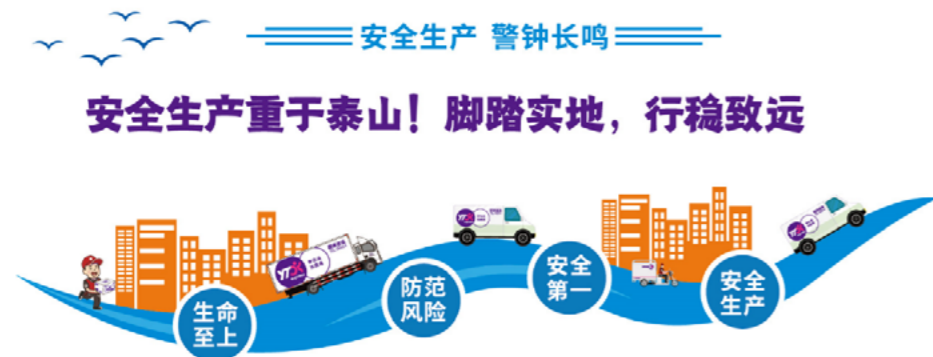 安全生产 警钟长鸣
安全生产重于泰山！脚踏实地，行稳致远
生命
至上
防范
风险
安全
第一
安全
生产